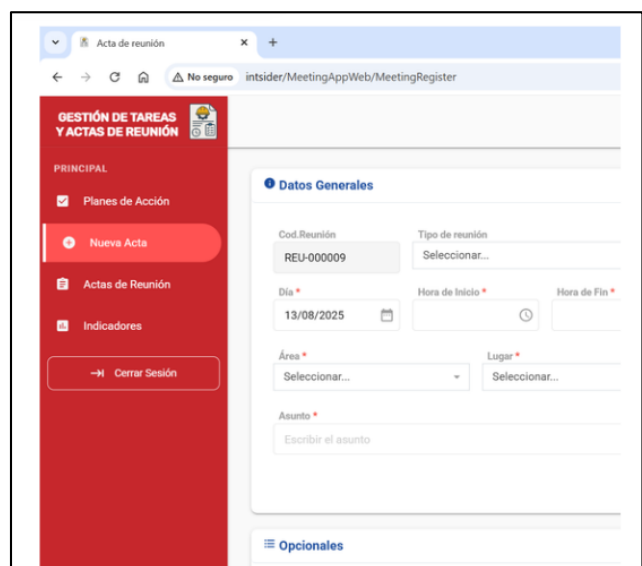 Acta de reunión
No seguro intsider/MeetingAppWeb/MeetingRegister
GESTIÓN DE TAREAS
Y ACTAS DE REUNIÓN
PRINCIPAL
Planes de Acción
Nueva Acta
Actas de Reunión
Indicadores
Cerrar Sesión
Datos Generales
Cod.Reunión Tipo de reunión
REU-000009 Seleccionar...
Día * Hora de Inicio * Hora de Fin *
13/08/2025
Área * Lugar *
Seleccionar... Seleccionar...
Asunto *
Escribir el asunto
Opcionales